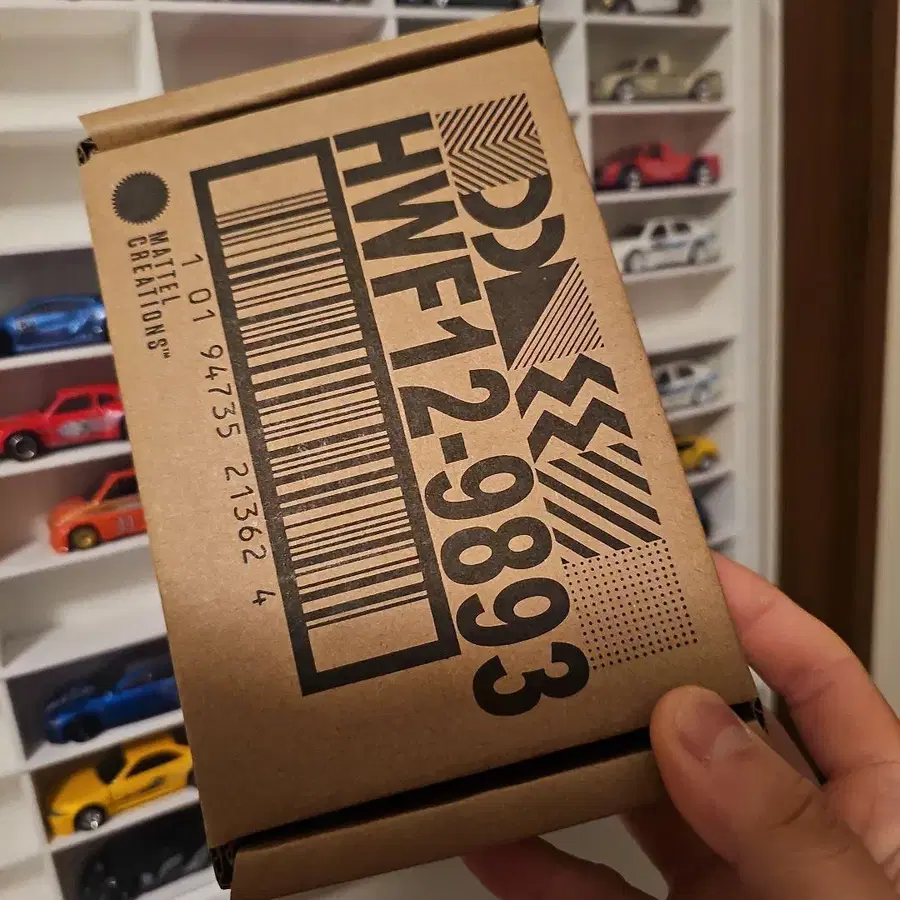 HWF12-9893
1 01 94735 21362 4
MATTEL
CREATIONS™